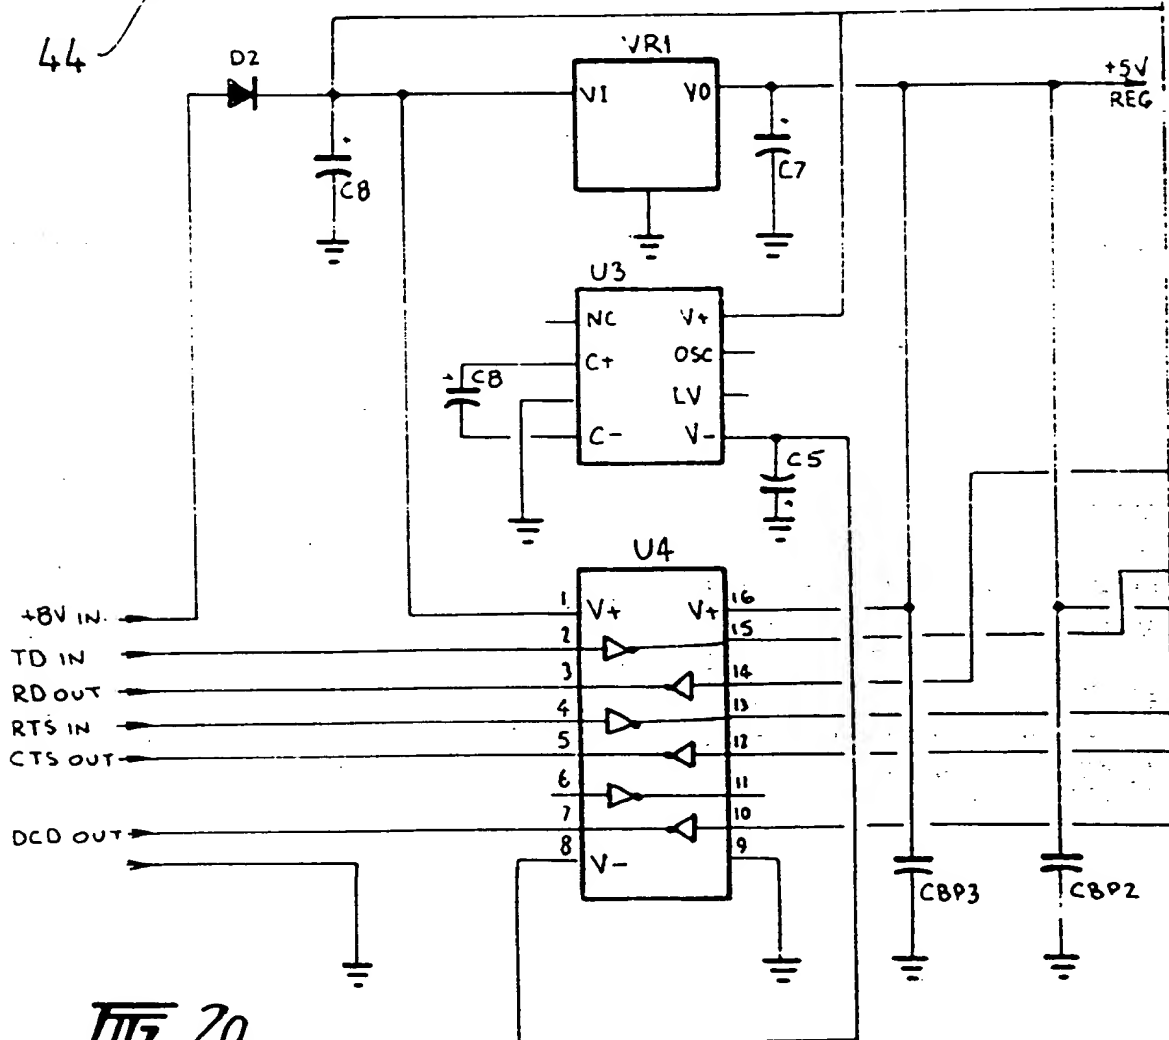 44
D2
VR1
VI
VO
+5V
REG
C8
C7
U3
NC
V+
C+
OSC
C8
LV
C-
V-
C5
U4
+8V IN
1
V+
V+
16
TD IN
2
15
RD OUT
3
14
RTS IN
4
13
CTS OUT
5
12
6
11
DCD OUT
7
10
8
V-
9
CBP3
CBP2
FIG 20